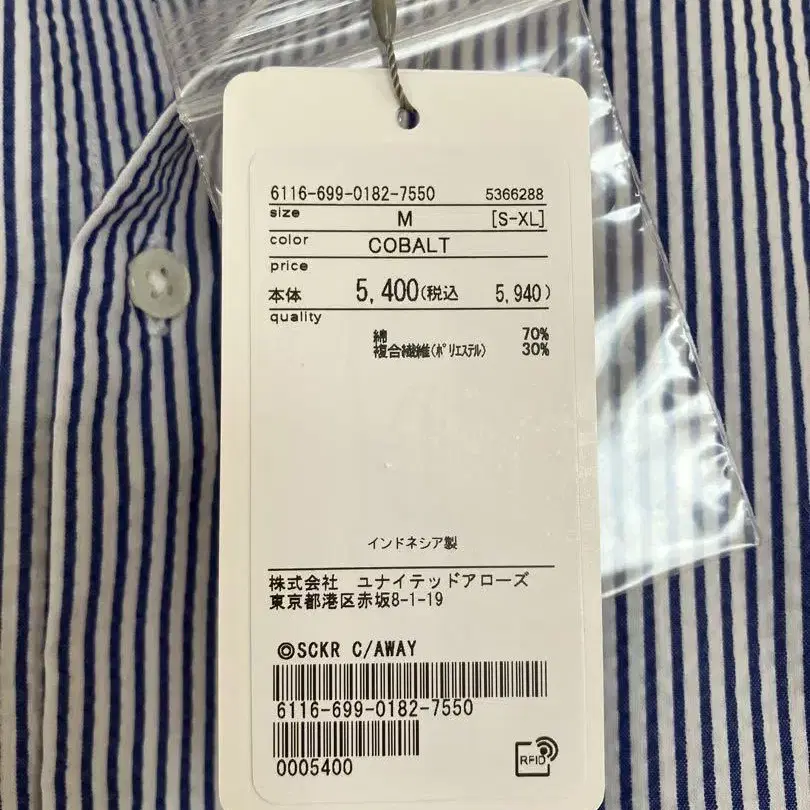 6116-699-0182-7550 5366288
size M [S-XL]
color COBALT
price
本体 5,400(税込 5,940)
quality
綿 70%
複合繊維(ポリエステル) 30%
インドネシア製
株式会社 ユナイテッドアローズ
東京都港区赤坂8-1-19
◎SCKR C/AWAY
6116-699-0182-7550
0005400
RFID